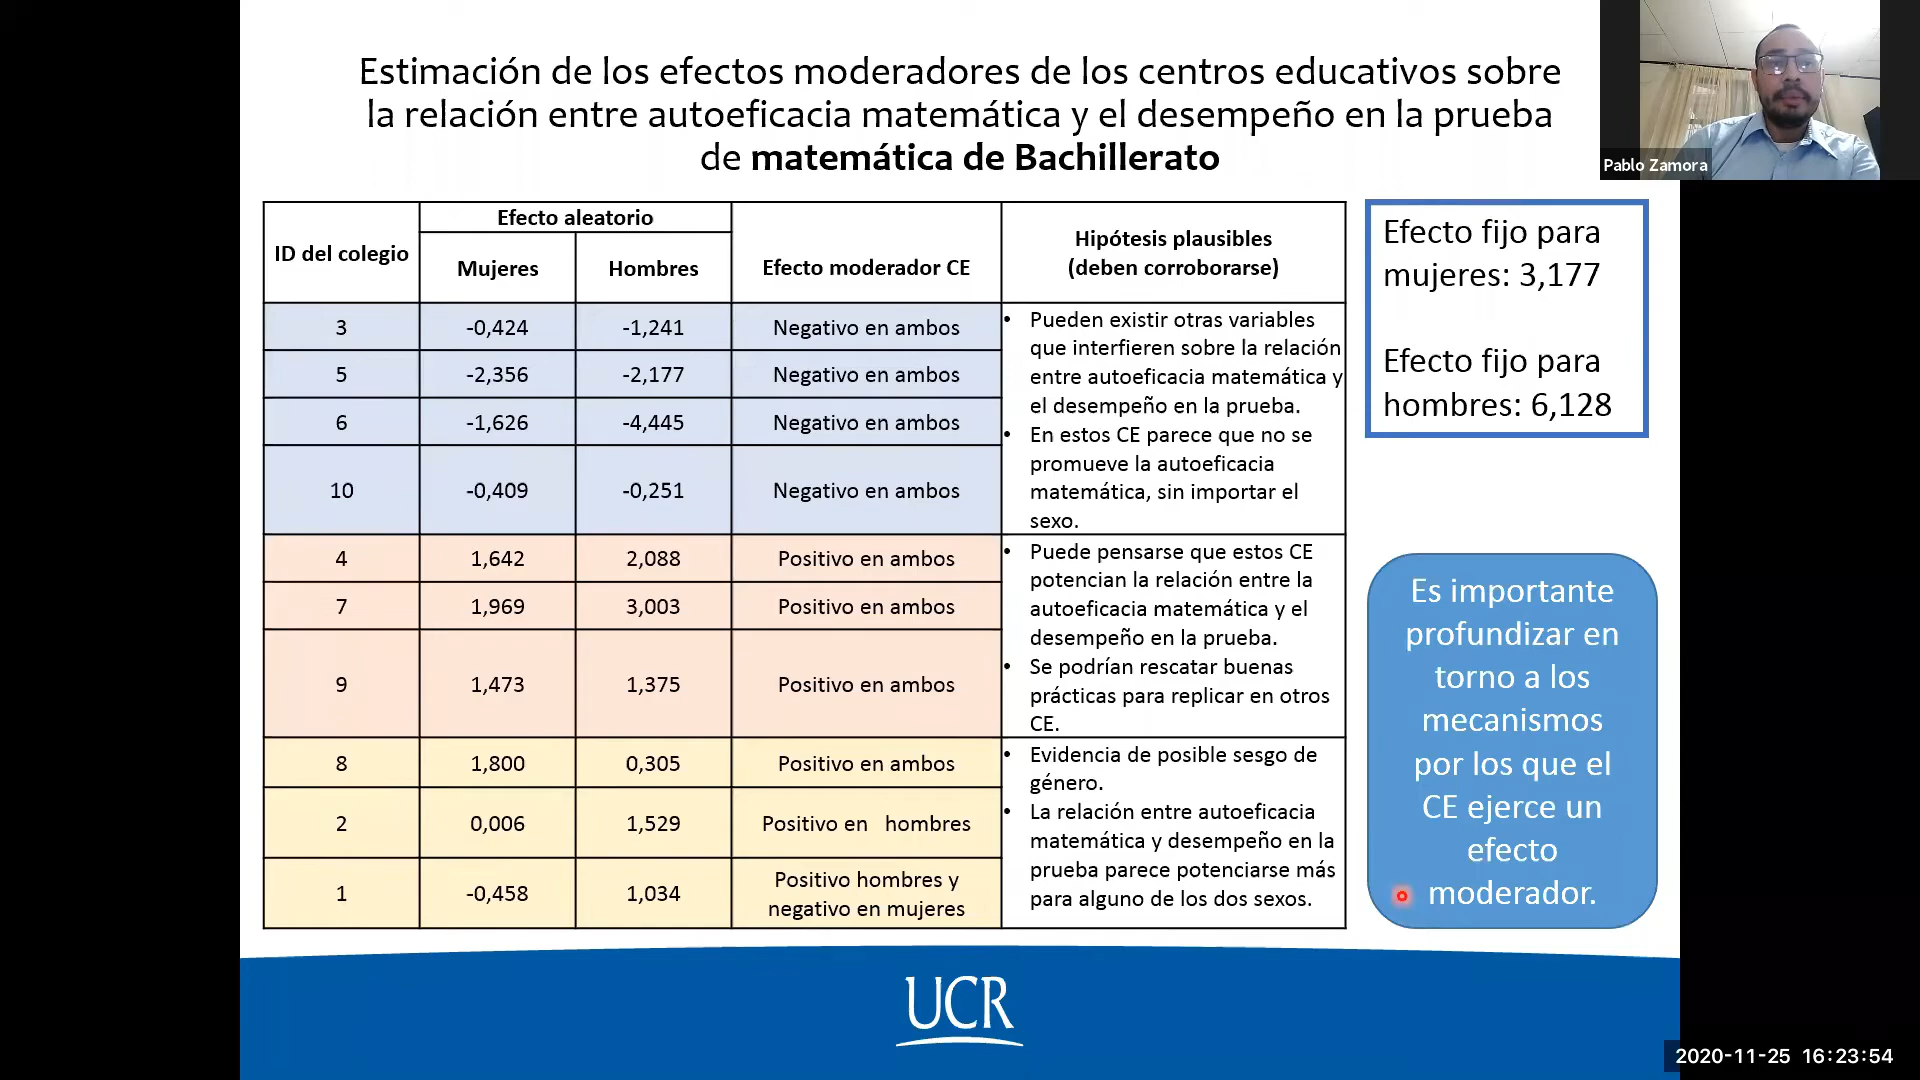 Estimación de los efectos moderadores de los centros educativos sobre
la relación entre autoeficacia matemática y el desempeño en la prueba
de matemática de Bachillerato
Pablo Zamora
ID del colegio
Efecto aleatorio
Mujeres
Hombres
Efecto moderador CE
Hipótesis plausibles
(deben corroborarse)
3 -0,424 -1,241 Negativo en ambos
5 -2,356 -2,177 Negativo en ambos
6 -1,626 -4,445 Negativo en ambos
10 -0,409 -0,251 Negativo en ambos
• Pueden existir otras variables
que interfieren sobre la relación
entre autoeficacia matemática y
el desempeño en la prueba.
• En estos CE parece que no se
promueve la autoeficacia
matemática, sin importar el
sexo.
4 1,642 2,088 Positivo en ambos
7 1,969 3,003 Positivo en ambos
9 1,473 1,375 Positivo en ambos
• Puede pensarse que estos CE
potencian la relación entre la
autoeficacia matemática y el
desempeño en la prueba.
• Se podrían rescatar buenas
prácticas para replicar en otros
CE.
8 1,800 0,305 Positivo en ambos
2 0,006 1,529 Positivo en hombres
1 -0,458 1,034 Positivo hombres y
negativo en mujeres
• Evidencia de posible sesgo de
género.
• La relación entre autoeficacia
matemática y desempeño en la
prueba parece potenciarse más
para alguno de los dos sexos.
Efecto fijo para
mujeres: 3,177
Efecto fijo para
hombres: 6,128
Es importante
profundizar en
torno a los
mecanismos
por los que el
CE ejerce un
efecto
moderador.
UCR
2020-11-25 16:23:54